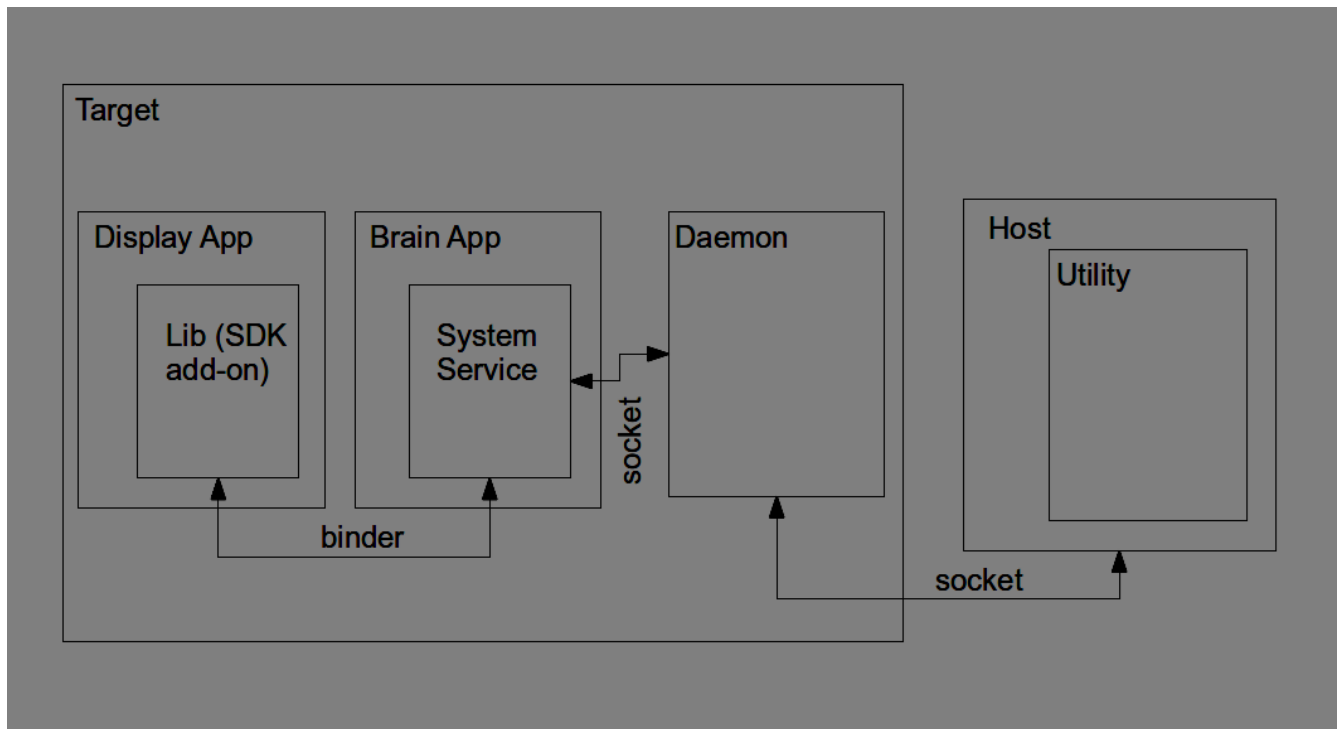 Target
Display App
Lib (SDK
add-on)
Brain App
System
Service
binder
socket
Daemon
Host
Utility
socket